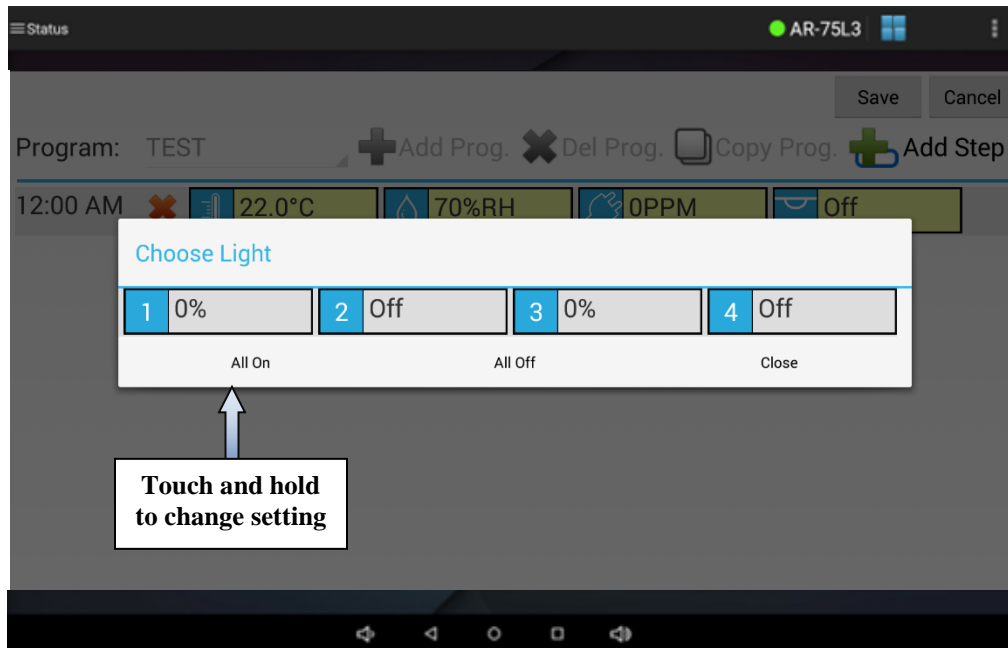 Status AR-75L3
Save Cancel
Program: TEST Add Prog. Del Prog. Copy Prog. Add Step
12:00 AM 22.0°C 70%RH 0PPM Off
Choose Light
1 0% 2 Off 3 0% 4 Off
All On All Off Close
Touch and hold
to change setting